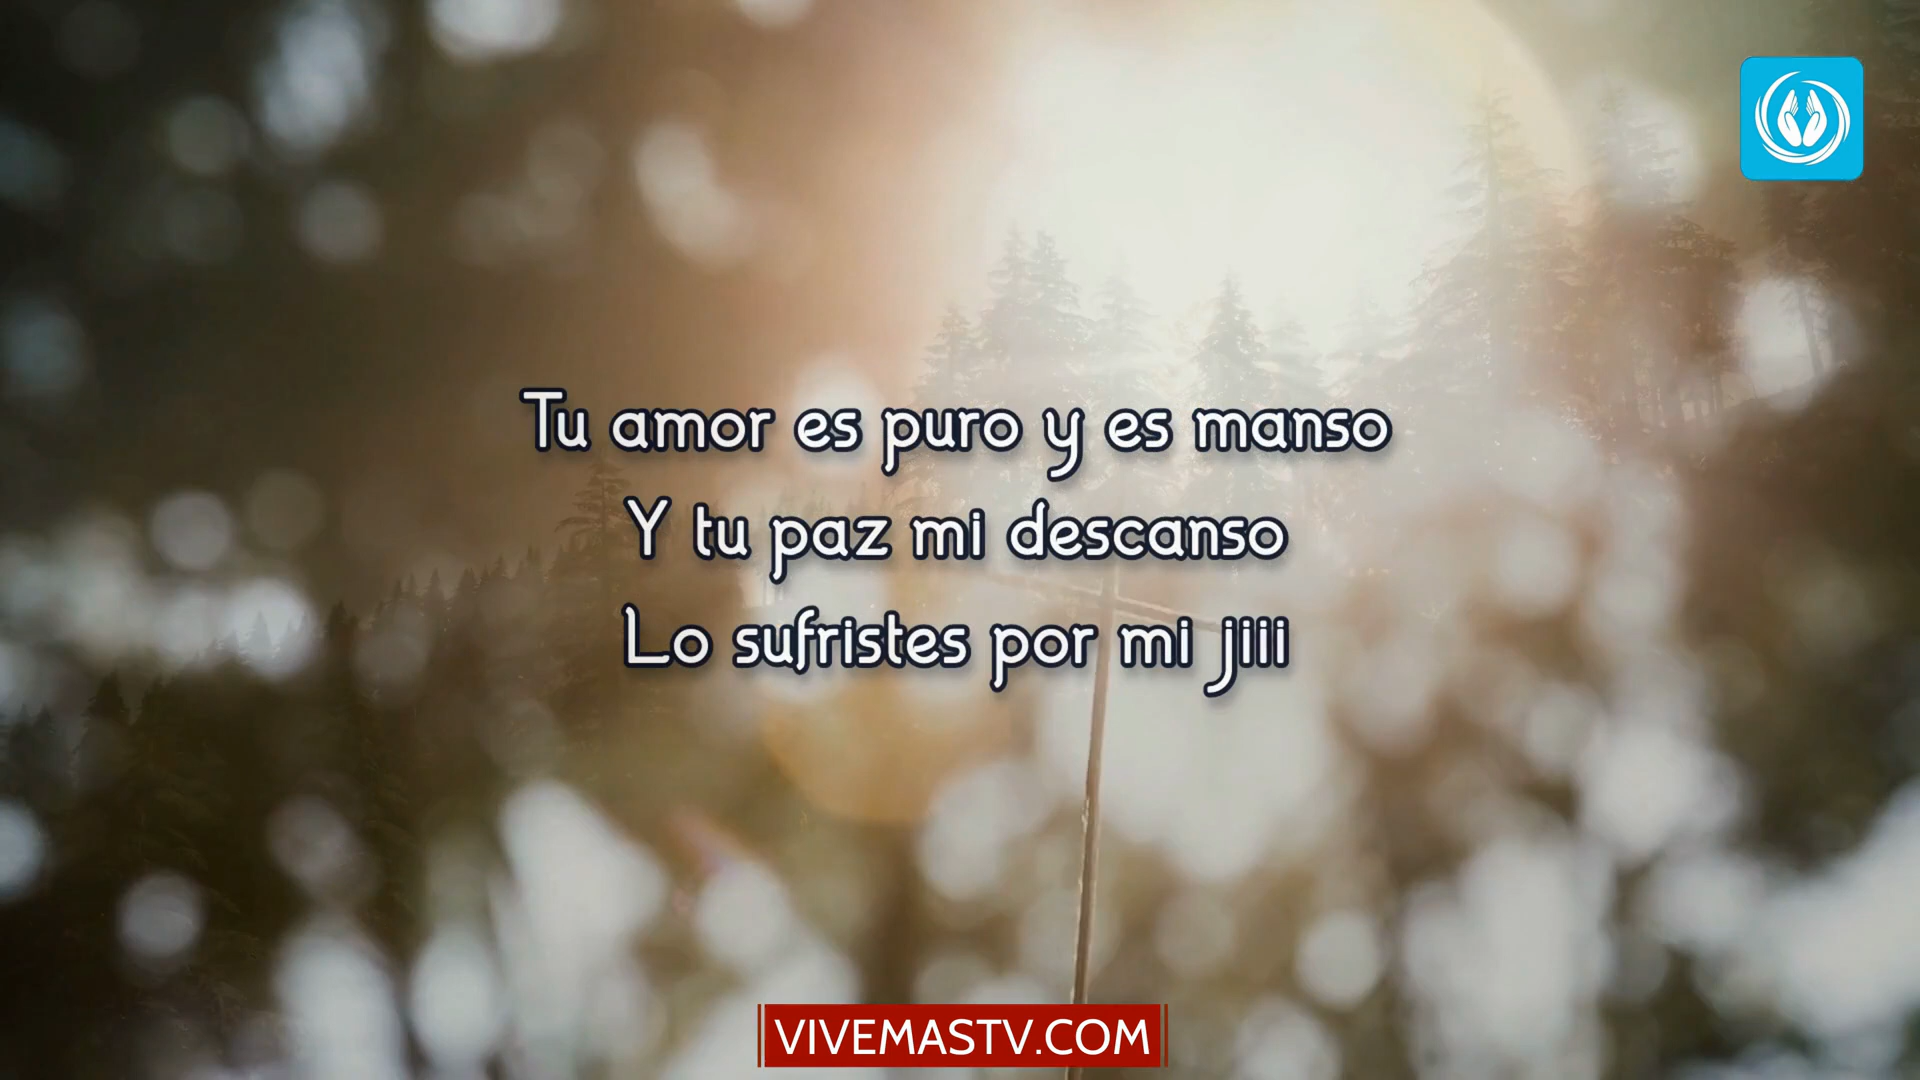 Tu amor es puro y es manso
Y tu paz mi descanso
Lo sufristes por mi jiii
VIVEMASTV.COM